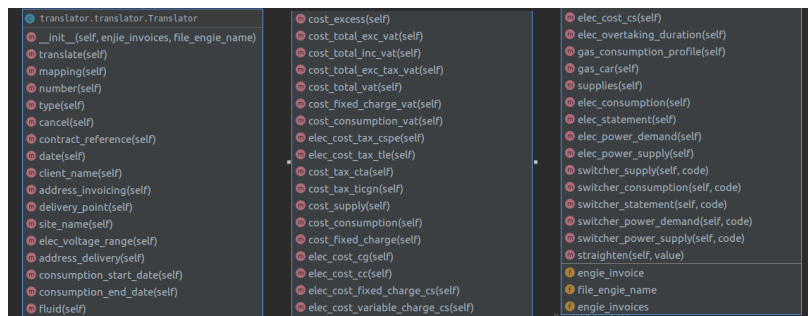 translator.translator.Translator
__init__(self, enjie_invoices, file_engie_name)
translate(self)
mapping(self)
number(self)
type(self)
cancel(self)
contract_reference(self)
date(self)
client_name(self)
address_invoicing(self)
delivery_point(self)
site_name(self)
elec_voltage_range(self)
address_delivery(self)
consumption_start_date(self)
consumption_end_date(self)
fluid(self)
cost_excess(self)
cost_total_exc_vat(self)
cost_total_inc_vat(self)
cost_total_exc_tax_vat(self)
cost_total_vat(self)
cost_fixed_charge_vat(self)
cost_consumption_vat(self)
elec_cost_tax_cspe(self)
elec_cost_tax_tle(self)
cost_tax_cta(self)
cost_tax_ticgn(self)
cost_supply(self)
cost_consumption(self)
cost_fixed_charge(self)
elec_cost_cg(self)
elec_cost_cc(self)
elec_cost_fixed_charge_cs(self)
elec_cost_variable_charge_cs(self)
elec_cost_cs(self)
elec_overtaking_duration(self)
gas_consumption_profile(self)
gas_car(self)
supplies(self)
elec_consumption(self)
elec_statement(self)
elec_power_demand(self)
elec_power_supply(self)
switcher_supply(self, code)
switcher_consumption(self, code)
switcher_statement(self, code)
switcher_power_demand(self, code)
switcher_power_supply(self, code)
straighten(self, value)
engie_invoice
file_engie_name
engie_invoices